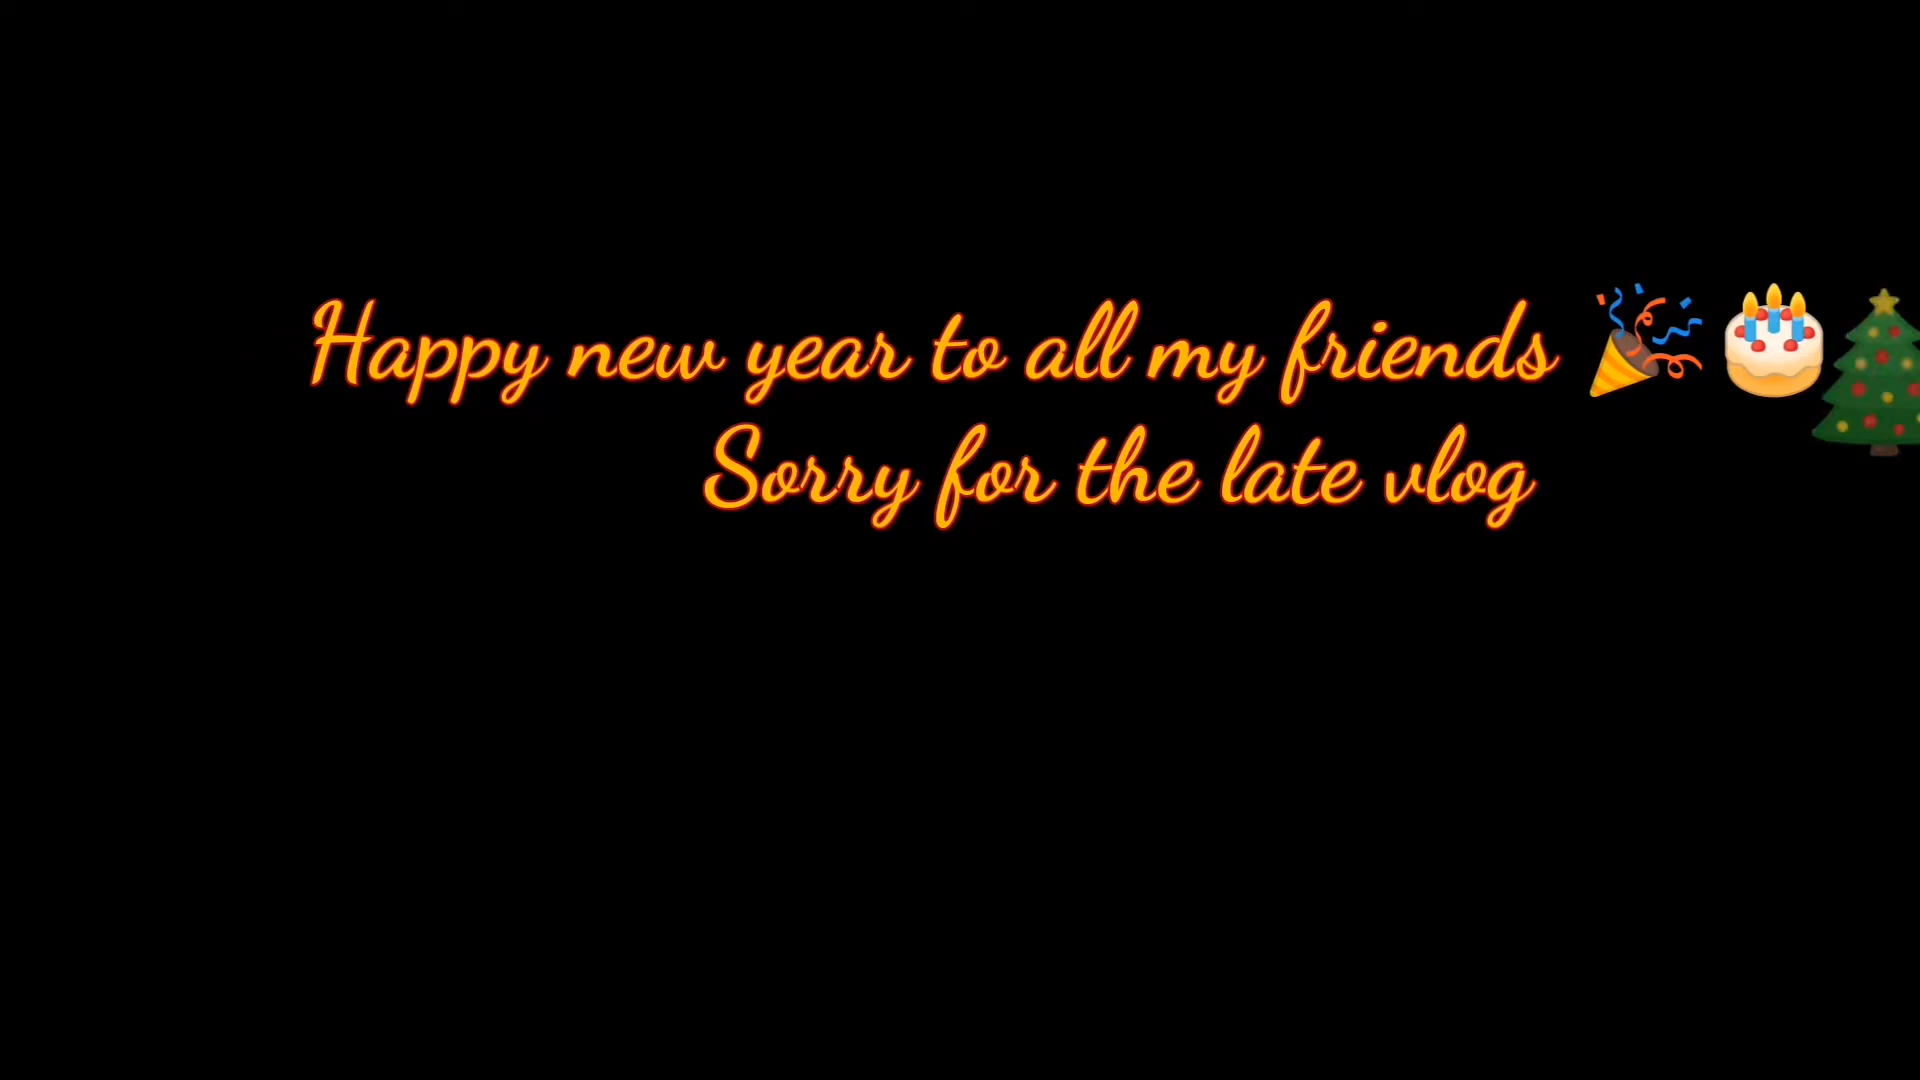 Happy new year to all my friends 🎉🎂🎄
Sorry for the late vlog